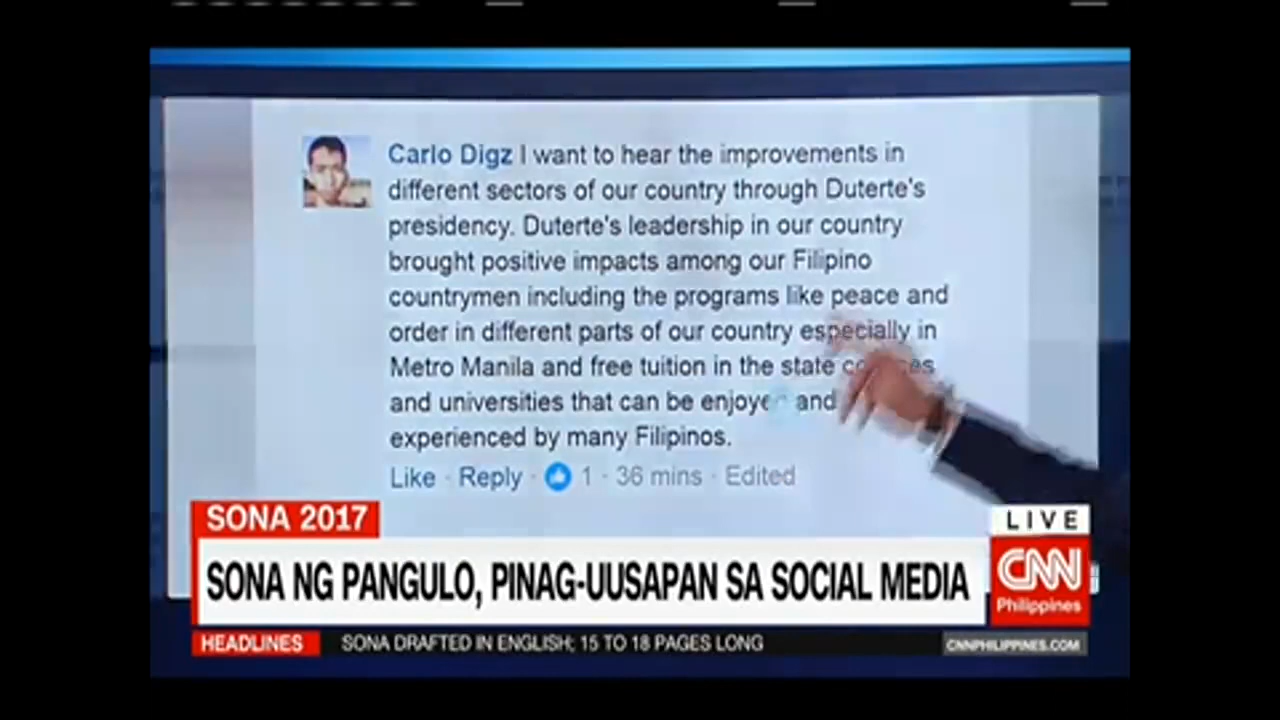 Carlo Digz I want to hear the improvements in
different sectors of our country through Duterte's
presidency. Duterte's leadership in our country
brought positive impacts among our Filipino
countrymen including the programs like peace and
order in different parts of our country especially in
Metro Manila and free tuition in the state
and universities that can be enjoyed and
experienced by many Filipinos.
Like · Reply · 1 · 36 mins · Edited
SONA 2017
LIVE
SONA NG PANGULO, PINAG-UUSAPAN SA SOCIAL MEDIA
CNN
Philippines
HEADLINES SONA DRAFTED IN ENGLISH; 15 TO 18 PAGES LONG
CNNPHILIPPINES.COM